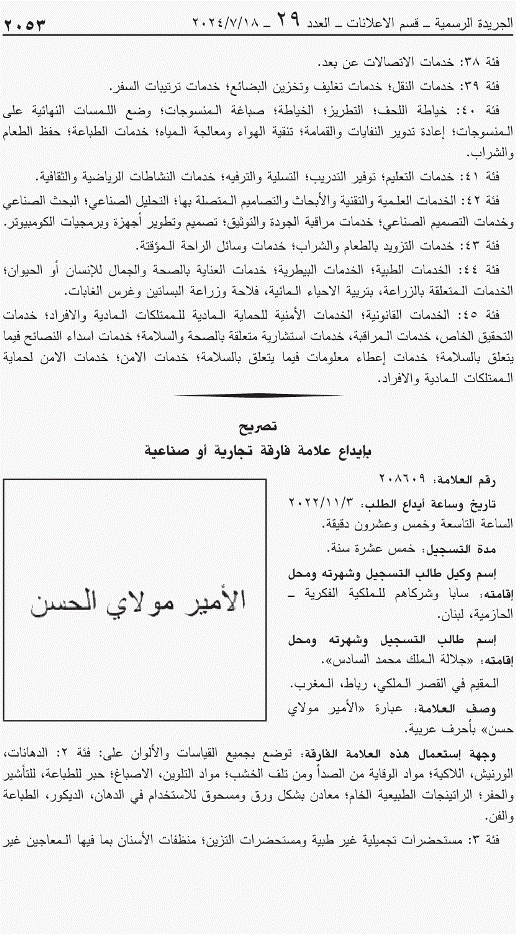 الجريدة الرسمية ــ قسم الاعلانات ــ العدد ٢٩ ــ ٢٠٢٤/٧/١٨
٢٠٥٣
فئة ٣٨: خدمات الاتصالات عن بعد.
فئة ٣٩: خدمات النقل؛ خدمات تغليف وتخزين البضائع؛ خدمات ترتيبات السفر.
فئة ٤٠: خياطة اللحف؛ التطريز؛ الخياطة؛ صباغة المنسوجات؛ وضع اللمسات النهائية على
المنسوجات؛ إعادة تدوير النفايات والقمامة؛ تنقية الهواء ومعالجة المياه؛ خدمات الطباعة؛ حفظ الطعام
والشراب.
فئة ٤١: خدمات التعليم؛ توفير التدريب؛ التسلية والترفيه؛ خدمات النشاطات الرياضية والثقافية.
فئة ٤٢: الخدمات العلمية والتقنية والأبحاث والتصاميم المتصلة بها؛ التحليل الصناعي؛ البحث الصناعي
وخدمات التصميم الصناعي؛ خدمات مراقبة الجودة والتوثيق؛ تصميم وتطوير أجهزة وبرمجيات الكومبيوتر.
فئة ٤٣: خدمات التزويد بالطعام والشراب؛ خدمات وسائل الراحة المؤقتة.
فئة ٤٤: الخدمات الطبية؛ الخدمات البيطرية؛ خدمات العناية بالصحة والجمال للإنسان أو الحيوان؛
الخدمات المتعلقة بالزراعة، بتربية الاحياء المائية، فلاحة وزراعة البساتين وغرس الغابات.
فئة ٤٥: الخدمات القانونية؛ الخدمات الأمنية للحماية المادية للممتلكات المادية والافراد؛ خدمات
التحقيق الخاص، خدمات المراقبة، خدمات استشارية متعلقة بالصحة والسلامة؛ خدمات اسداء النصائح فيما
يتعلق بالسلامة؛ خدمات إعطاء معلومات فيما يتعلق بالسلامة؛ خدمات الامن؛ خدمات الامن لحماية
الممتلكات المادية والافراد.
تصريح
بإيداع علامة فارقة تجارية أو صناعية
رقم العلامة: ٢٠٨٦٠٩
تاريخ وساعة أيداع الطلب: ٢٠٢٢/١١/٣
الساعة التاسعة وخمس وعشرون دقيقة.
مدة التسجيل: خمس عشرة سنة.
إسم وكيل طالب التسجيل وشهرته ومحل
إقامته: سابا وشركاهم للملكية الفكرية ــ
الحازمية، لبنان.
إسم طالب التسجيل وشهرته ومحل
إقامته: «جلالة الملك محمد السادس».
المقيم في القصر الملكي، رباط، المغرب.
وصف العلامة: عبارة «الأمير مولاي
حسن» بأحرف عربية.
الأمير مولاي الحسن
وجهة إستعمال هذه العلامة الفارقة: توضع بجميع القياسات والألوان على: فئة ٢: الدهانات،
الورنيش، اللاكية؛ مواد الوقاية من الصدأ ومن تلف الخشب؛ مواد التلوين، الاصباغ؛ حبر للطباعة، للتأشير
والحفر؛ الراتينجات الطبيعية الخام؛ معادن بشكل ورق ومسحوق للاستخدام في الدهان، الديكور، الطباعة
والفن.
فئة ٣: مستحضرات تجميلية غير طبية ومستحضرات التزين؛ منظفات الأسنان بما فيها المعاجين غير